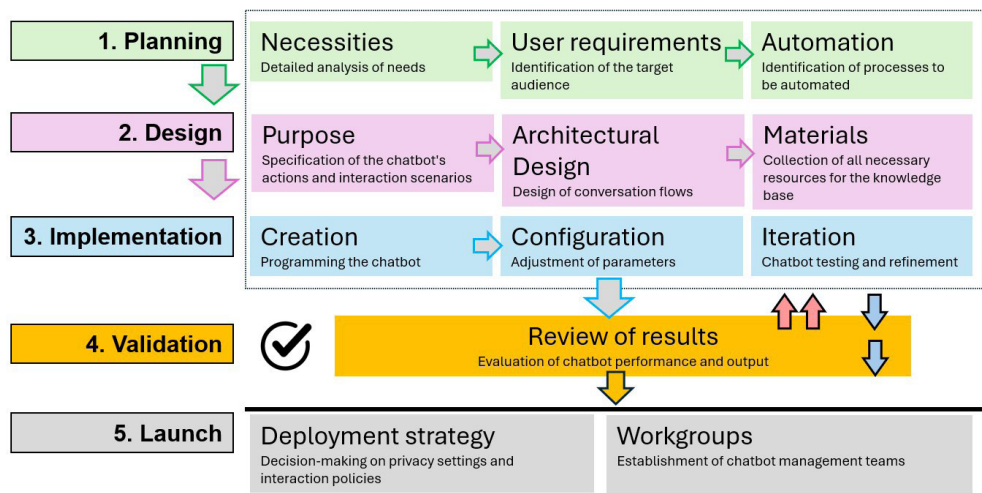 1. Planning
Necessities
Detailed analysis of needs
User requirements
Identification of the target
audience
Automation
Identification of processes to
be automated
2. Design
Purpose
Specification of the chatbot's
actions and interaction scenarios
Architectural
Design
Design of conversation flows
Materials
Collection of all necessary
resources for the knowledge
base
3. Implementation
Creation
Programming the chatbot
Configuration
Adjustment of parameters
Iteration
Chatbot testing and refinement
4. Validation
Review of results
Evaluation of chatbot performance and output
5. Launch
Deployment strategy
Decision-making on privacy settings and
interaction policies
Workgroups
Establishment of chatbot management teams